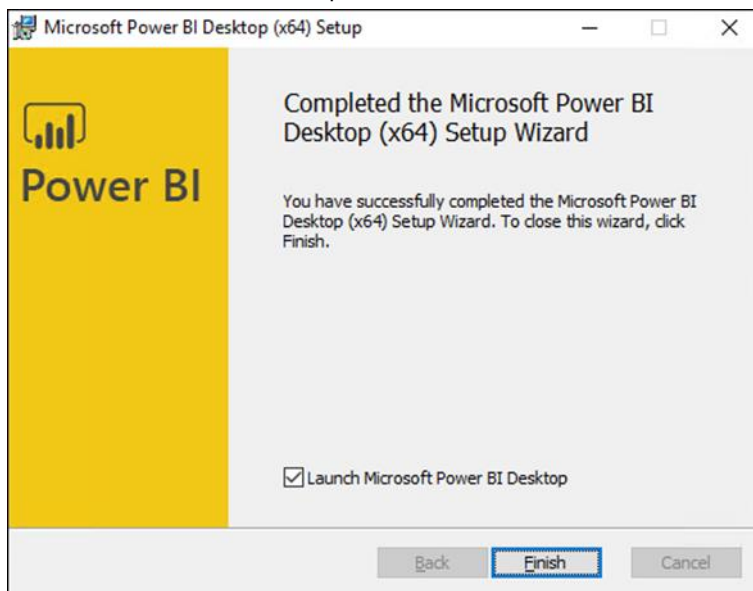 Microsoft Power BI Desktop (x64) Setup
Power BI
Completed the Microsoft Power BI
Desktop (x64) Setup Wizard
You have successfully completed the Microsoft Power BI
Desktop (x64) Setup Wizard. To close this wizard, click
Finish.
Launch Microsoft Power BI Desktop
Back Finish Cancel